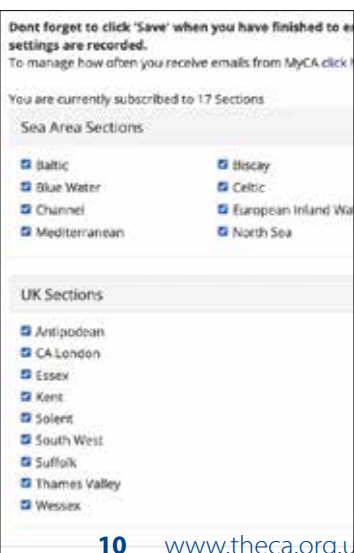 Dont forget to click 'Save' when you have finished to e
settings are recorded.
To manage how often you receive emails from MyCA click
You are currently subscribed to 17 Sections
Sea Area Sections
Baltic
Biscay
Blue Water
Celtic
Channel
European Inland Wat
Mediterranean
North Sea
UK Sections
Antipodean
CA London
Essex
Kent
Solent
South West
Suffolk
Thames Valley
Wessex
10 www.theca.org.u